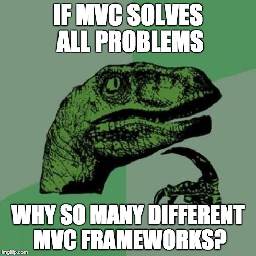 IF MVC SOLVES
ALL PROBLEMS
WHY SO MANY DIFFERENT
MVC FRAMEWORKS?
imgflip.com